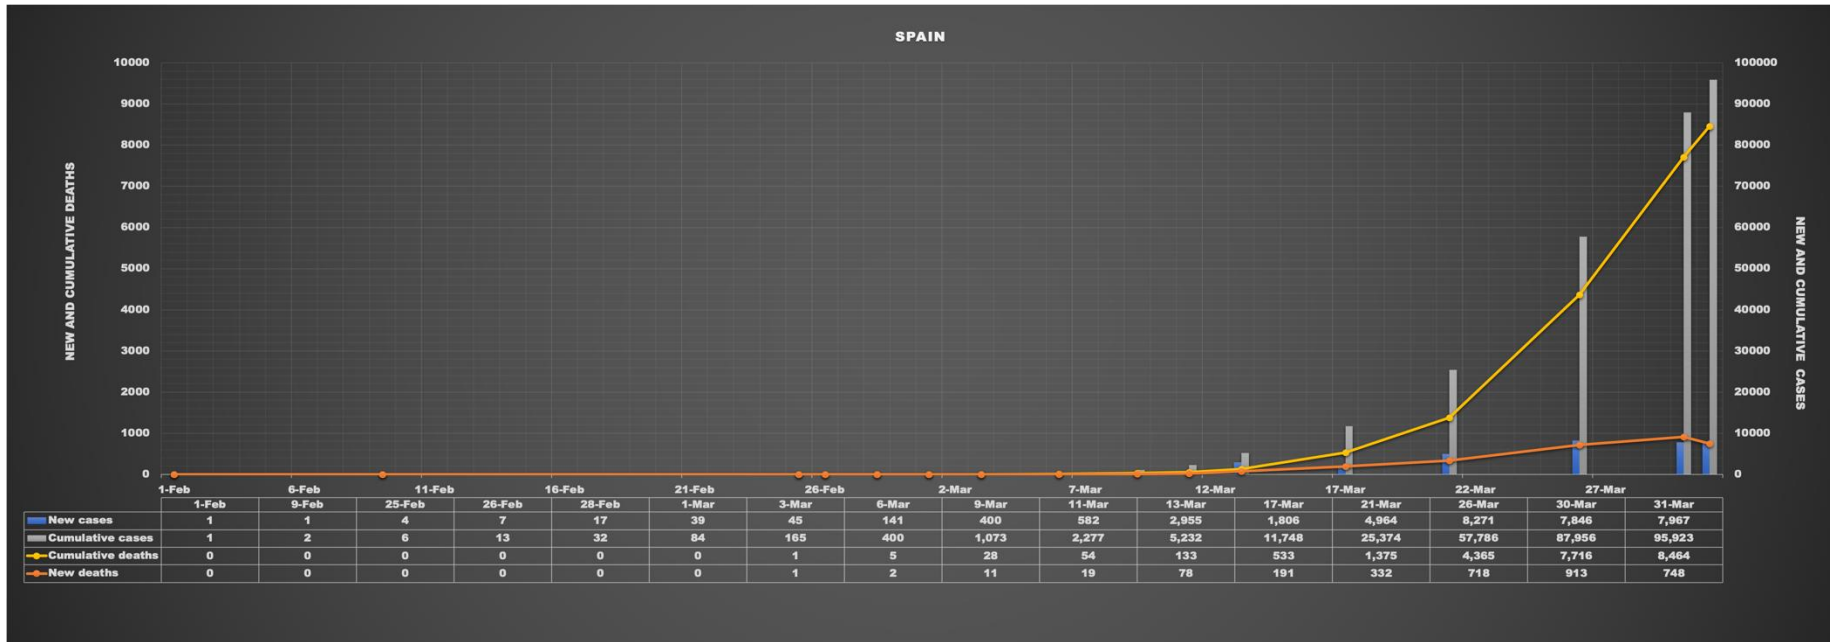 SPAIN
10000
9000
8000
7000
6000
5000
4000
3000
2000
1000
0
NEW AND CUMULATIVE DEATHS
100000
90000
80000
70000
60000
50000
40000
30000
20000
10000
0
NEW AND CUMULATIVE CASES
1-Feb 6-Feb 11-Feb 16-Feb 21-Feb 26-Feb 2-Mar 7-Mar 12-Mar 17-Mar 22-Mar 27-Mar
1-Feb 9-Feb 25-Feb 26-Feb 28-Feb 1-Mar 3-Mar 6-Mar 9-Mar 11-Mar 13-Mar 17-Mar 21-Mar 26-Mar 30-Mar 31-Mar
New cases 1 1 4 7 17 39 45 141 400 582 2,955 1,806 4,964 8,271 7,846 7,967
Cumulative cases 1 2 6 13 32 84 165 400 1,073 2,277 5,232 11,748 25,374 57,786 87,956 95,923
Cumulative deaths 0 0 0 0 0 0 1 5 28 54 133 533 1,375 4,365 7,716 8,464
New deaths 0 0 0 0 0 0 1 2 11 19 78 191 332 718 913 748